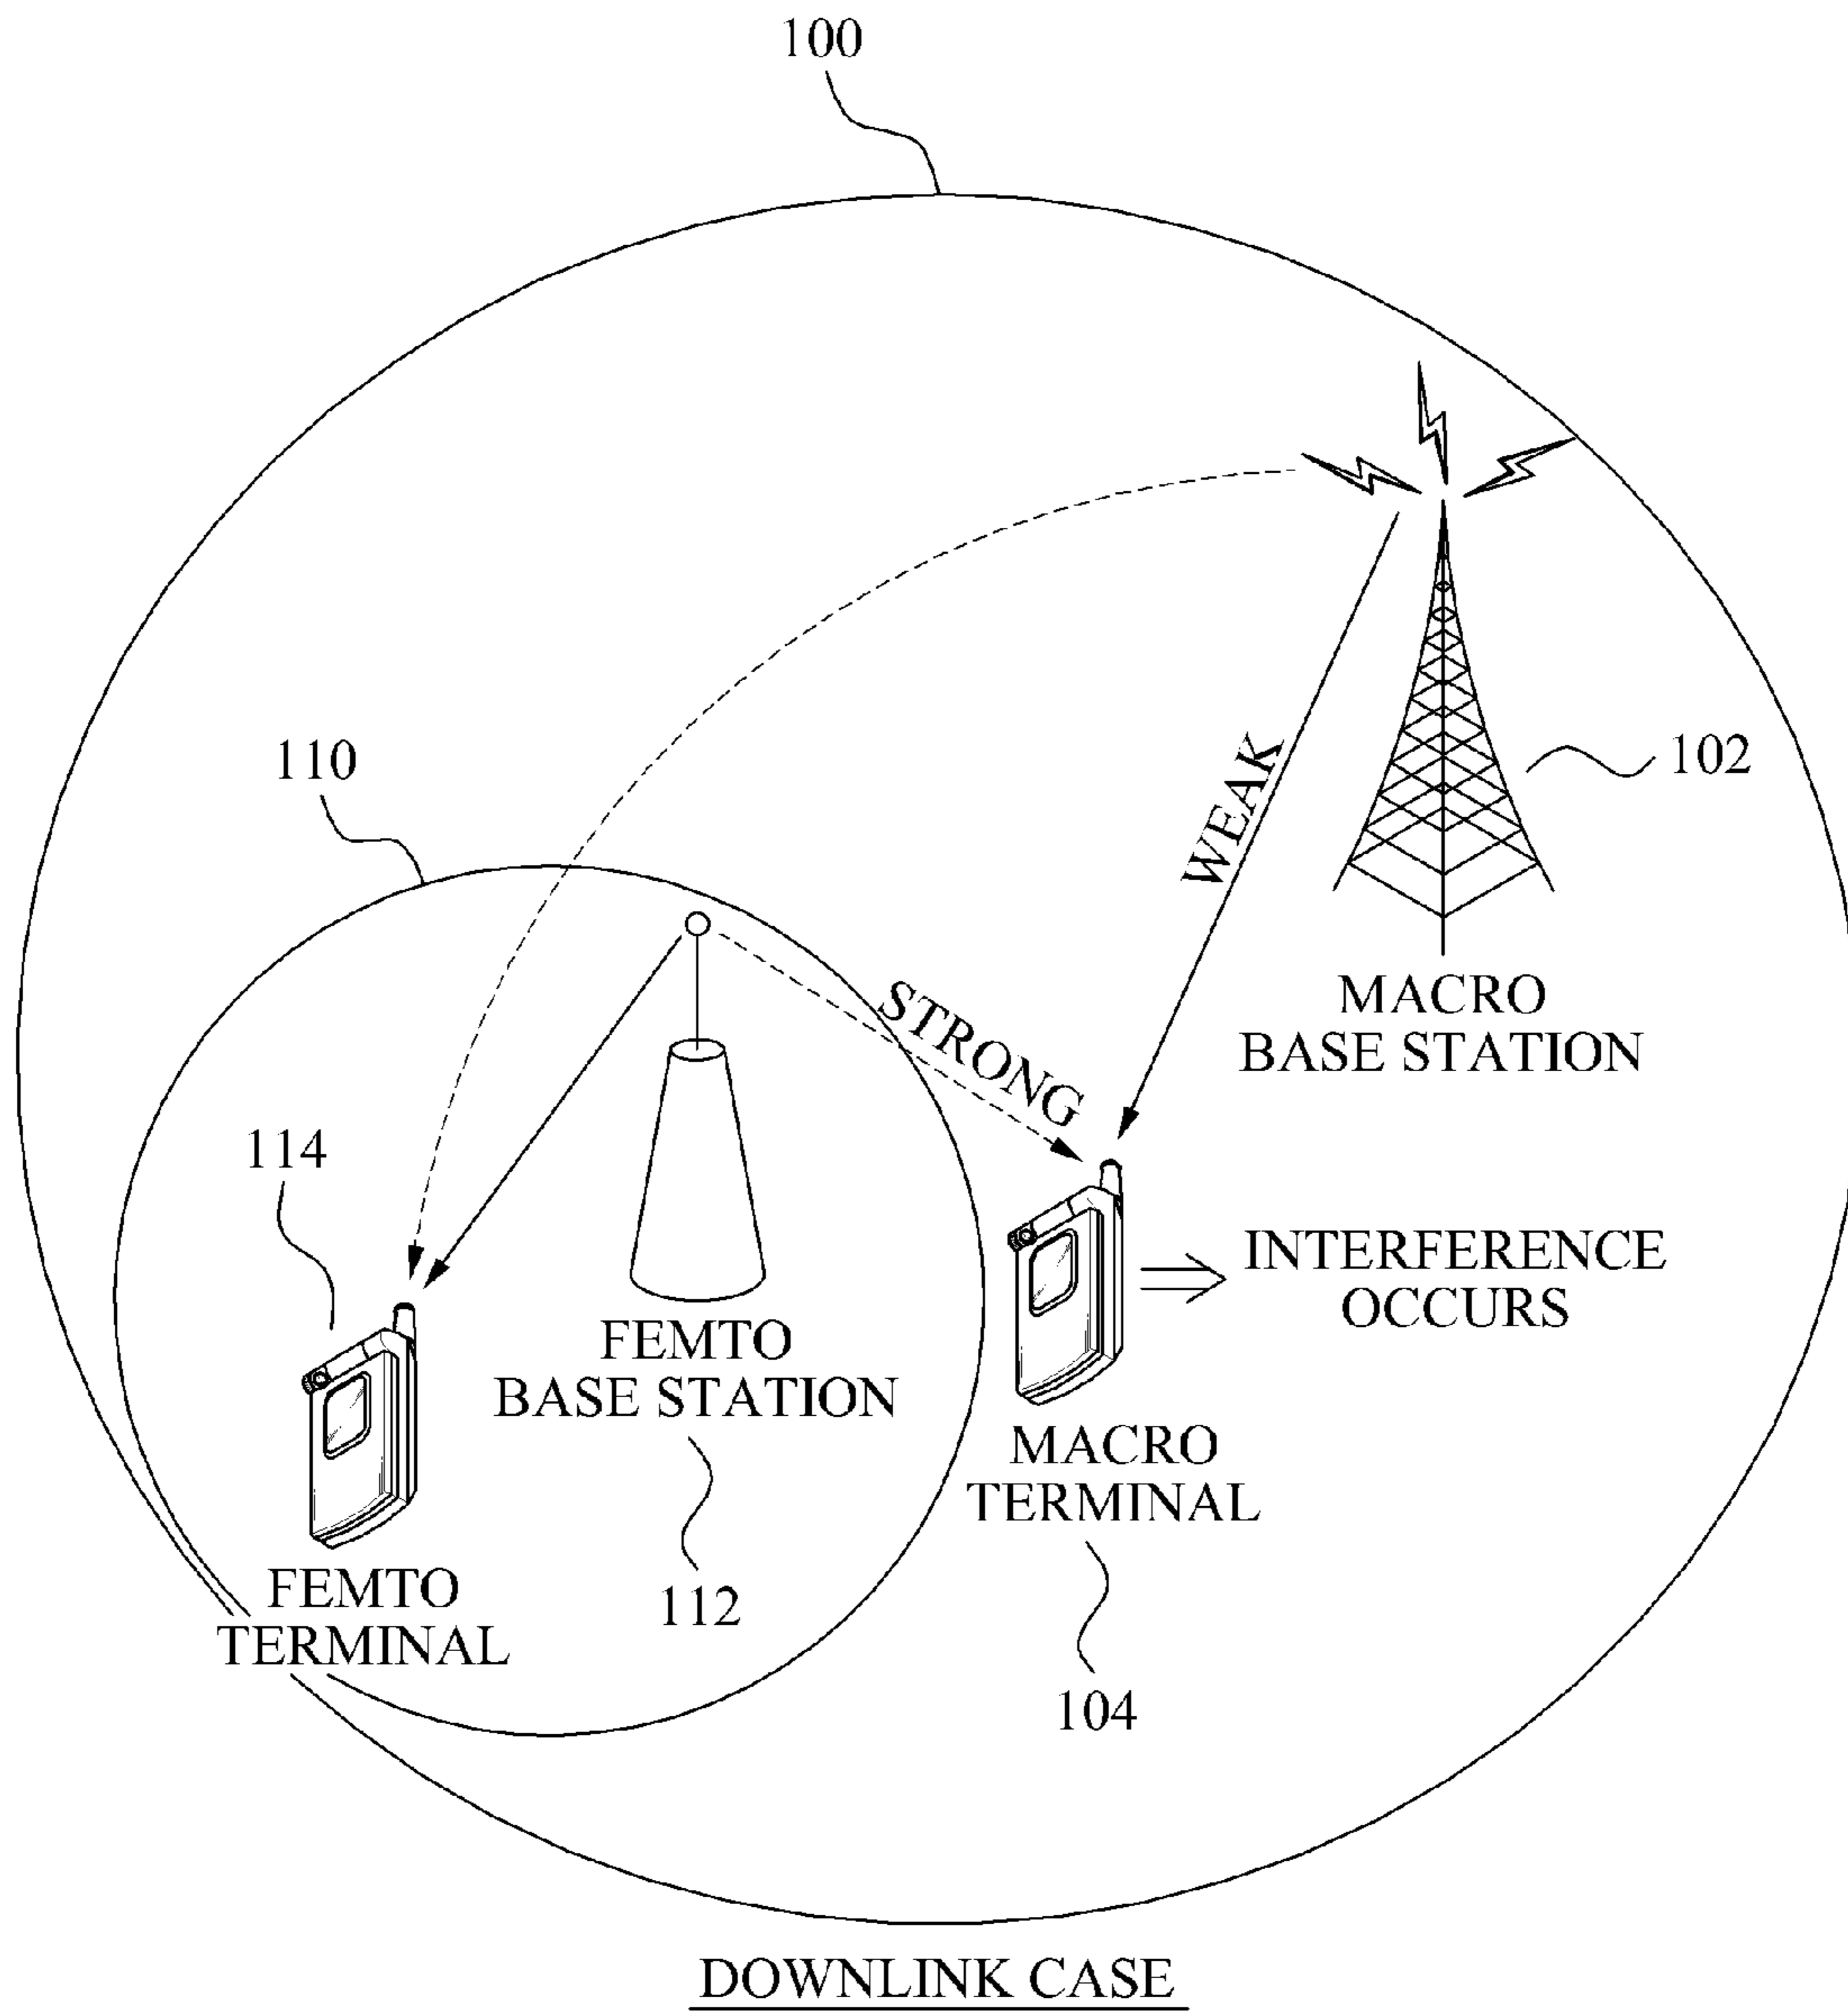 100
110
102
WEAK
MACRO
BASE STATION
STRONG
114
INTERFERENCE
OCCURS
FEMTO
BASE STATION
MACRO
TERMINAL
FEMTO
TERMINAL
112
104
DOWNLINK CASE